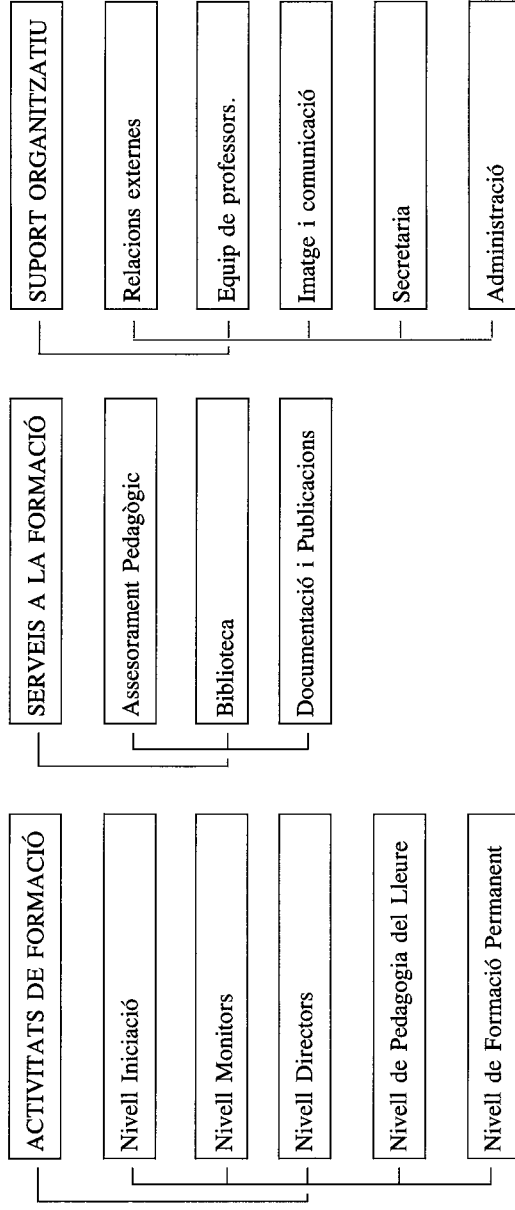 ACTIVITATS DE FORMACIÓ
Nivell Iniciació
Nivell Monitors
Nivell Directors
Nivell de Pedagogia del Lleure
Nivell de Formació Permanent
SERVEIS A LA FORMACIÓ
Assesorament Pedagògic
Biblioteca
Documentació i Publicacions
SUPORT ORGANITZATIU
Relacions externes
Equip de professors.
Imatge i comunicació
Secretaria
Administració